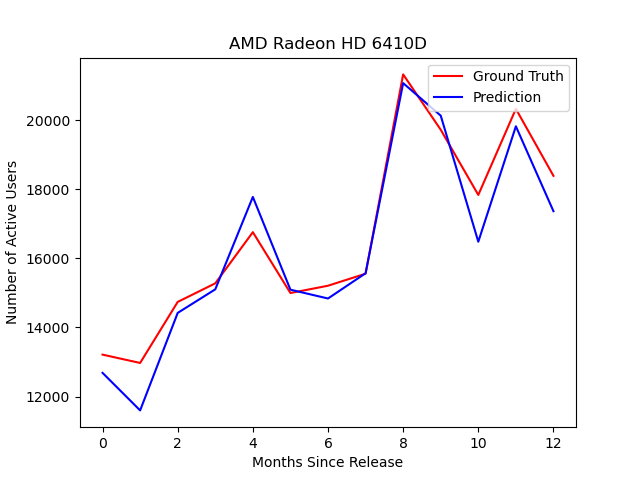 AMD Radeon HD 6410D
Ground Truth
Prediction
Number of Active Users
20000
18000
16000
14000
12000
0 2 4 6 8 10 12
Months Since Release